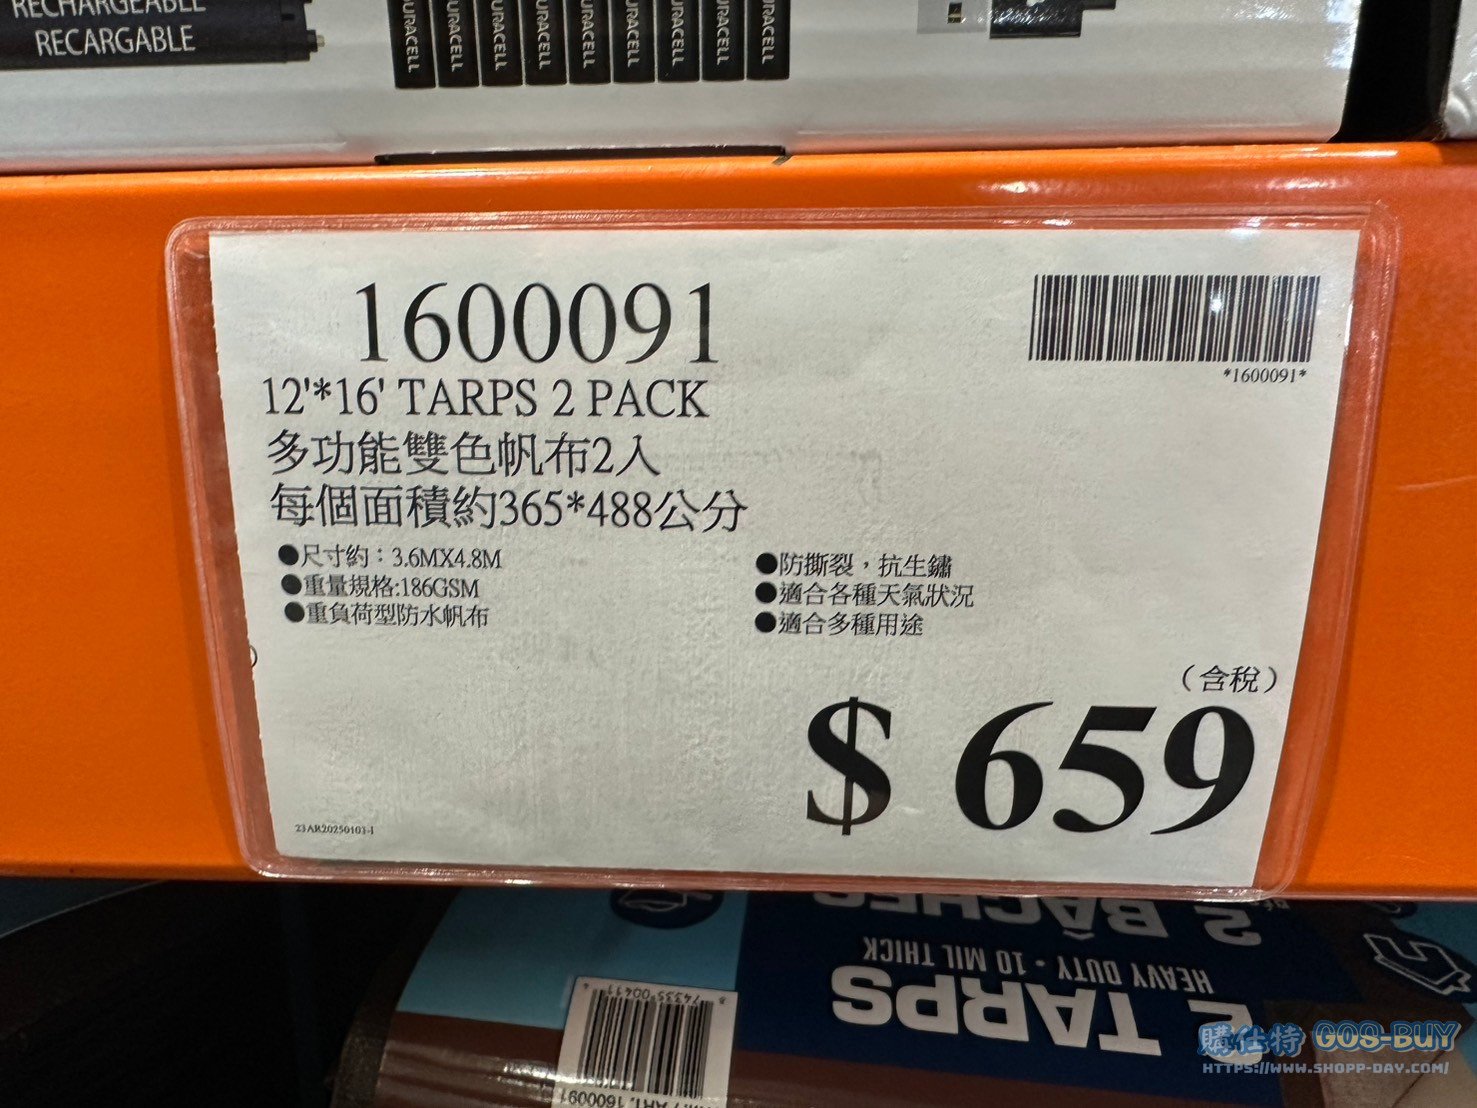 RECHARGEABLE
RECARGABLE
DURACELL DURACELL DURACELL DURACELL DURACELL DURACELL DURACELL DURACELL DURACELL
1600091
*1600091*
12'*16' TARPS 2 PACK
多功能雙色帆布2入
每個面積約365*488公分
●尺寸約：3.6MX4.8M
●重量規格:186GSM
●重負荷型防水帆布
●防撕裂，抗生鏽
●適合各種天氣狀況
●適合多種用途
（含稅）
$ 659
23AR20250103-1
2 BÂCHES
HEAVY DUTY · 10 MIL THICK
2 TARPS
ART. 1600091
購仕特 GOS-BUY
HTTPS://WWW.SHOPP-DAY.COM/